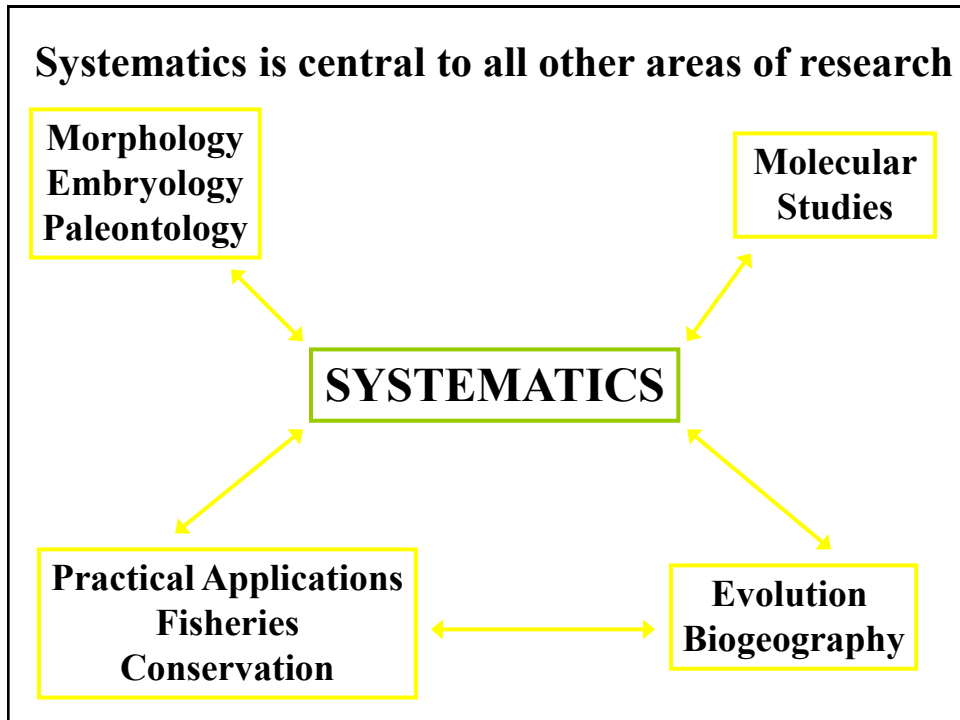 Systematics is central to all other areas of research
Morphology
Embryology
Paleontology
Molecular
Studies
SYSTEMATICS
Practical Applications
Fisheries
Conservation
Evolution
Biogeography